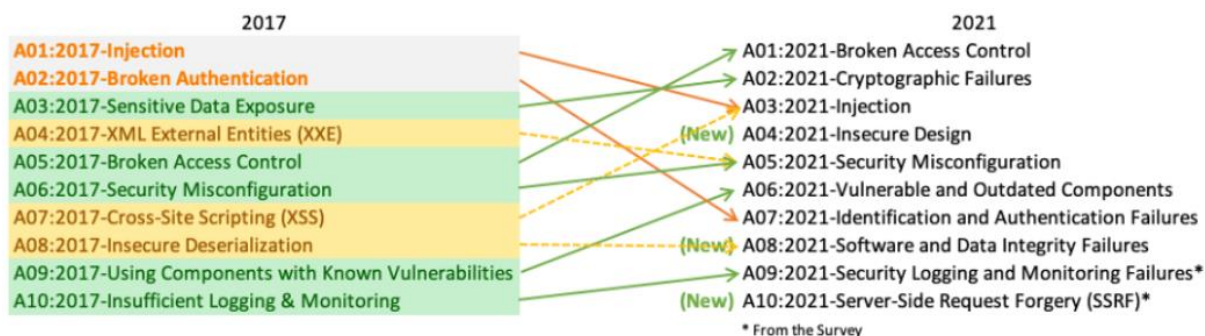 2017
A01:2017-Injection
A02:2017-Broken Authentication
A03:2017-Sensitive Data Exposure
A04:2017-XML External Entities (XXE)
A05:2017-Broken Access Control
A06:2017-Security Misconfiguration
A07:2017-Cross-Site Scripting (XSS)
A08:2017-Insecure Deserialization
A09:2017-Using Components with Known Vulnerabilities
A10:2017-Insufficient Logging & Monitoring
2021
A01:2021-Broken Access Control
A02:2021-Cryptographic Failures
A03:2021-Injection
(New) A04:2021-Insecure Design
A05:2021-Security Misconfiguration
A06:2021-Vulnerable and Outdated Components
A07:2021-Identification and Authentication Failures
(New) A08:2021-Software and Data Integrity Failures
A09:2021-Security Logging and Monitoring Failures*
(New) A10:2021-Server-Side Request Forgery (SSRF)*
* From the Survey